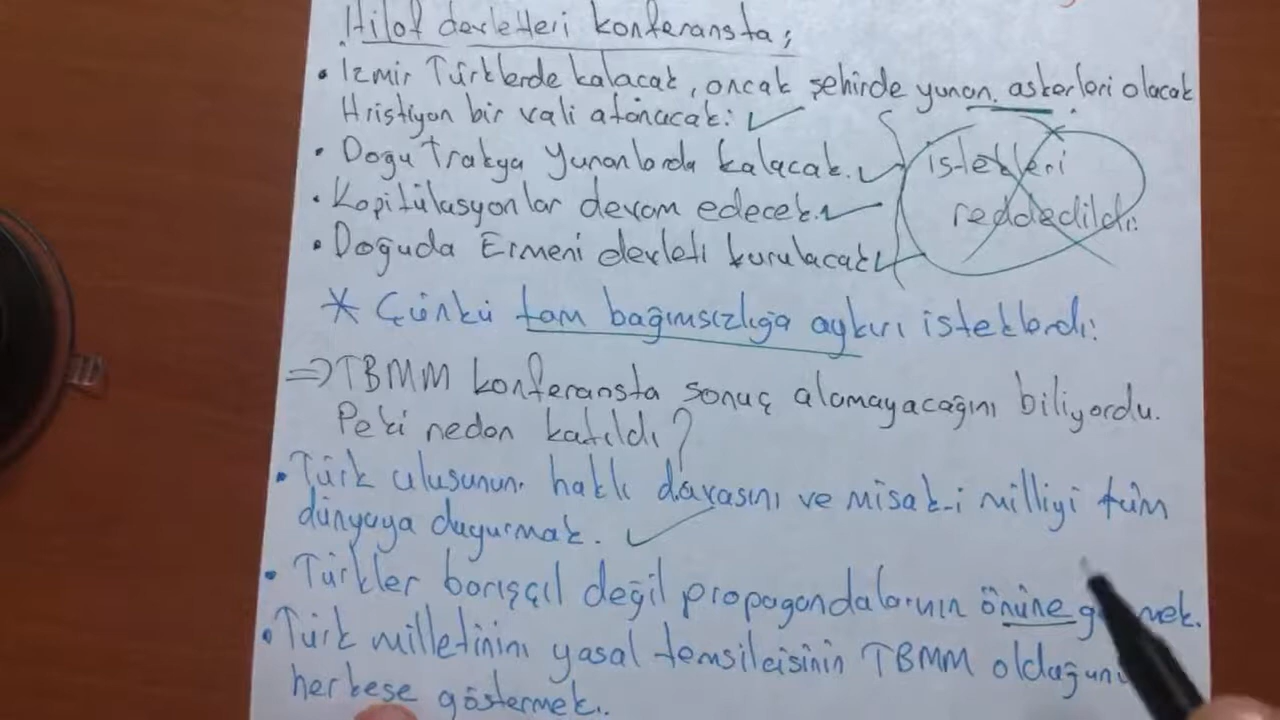 İtilaf devletleri konferansta;
• İzmir Türklerde kalacak, ancak şehirde yunan askerleri olacak
Hristiyan bir vali atanacak.
• Doğu Trakya Yunanlarda kalacak.
• Kapitülasyonlar devam edecek.
• Doğuda Ermeni devleti kurulacak
istekleri
reddedildi.
* Çünkü tam bağımsızlığa aykırı isteklerdi.
⇒ TBMM konferansta sonuç alamayacağını biliyordu.
Peki neden katıldı?
• Türk ulusunun haklı davasını ve misak-i milliyi tüm
dünyaya duyurmak.
• Türkler barışçıl değil propagandalarının önüne
• Türk milletinin yasal temsilcisinin TBMM olduğunu
herkese göstermek.